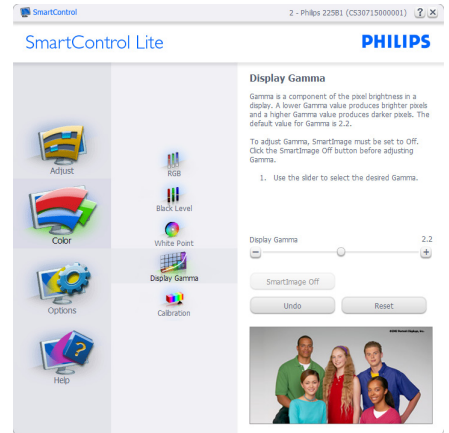 SmartControl
2 - Philips 225B1 (CS30715000001)
SmartControl Lite
PHILIPS
Adjust
Color
Options
Help
RGB
Black Level
White Point
Display Gamma
Calibration
Display Gamma
Gamma is a component of the pixel brightness in a
display. A lower Gamma value produces brighter pixels
and a higher Gamma value produces darker pixels. The
default value for Gamma is 2.2.
To adjust Gamma, SmartImage must be set to Off.
Click the SmartImage Off button before adjusting
Gamma.
1. Use the slider to select the desired Gamma.
Display Gamma 2.2
SmartImage Off
Undo Reset